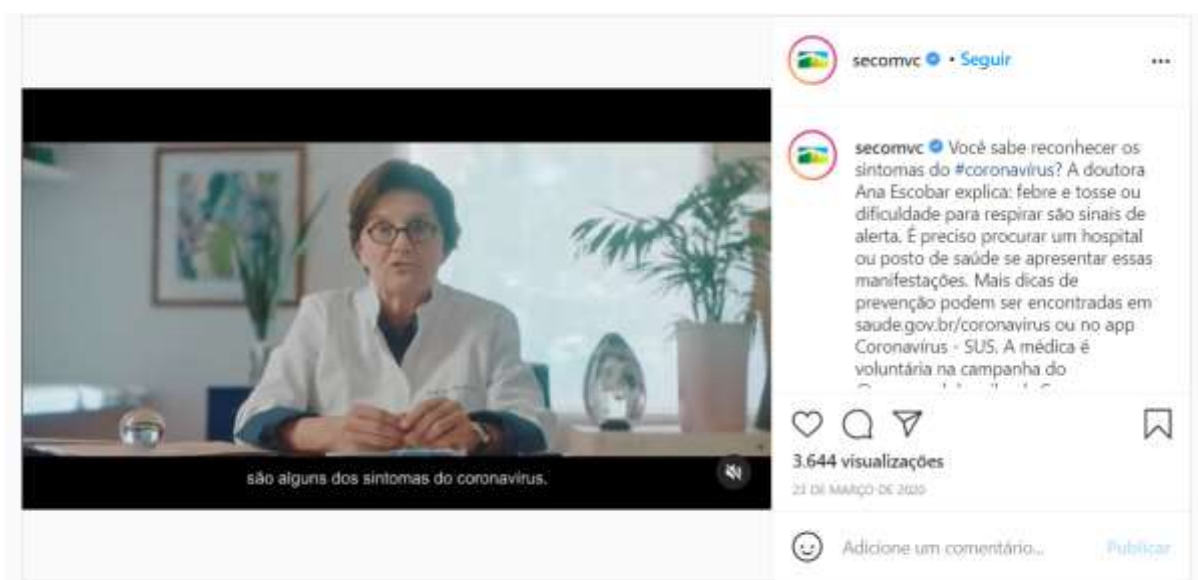 secomvc • Seguir
secomvc Você sabe reconhecer os
sintomas do #coronavírus? A doutora
Ana Escobar explica: febre e tosse ou
dificuldade para respirar são sinais de
alerta. É preciso procurar um hospital
ou posto de saúde se apresentar essas
manifestações. Mais dicas de
prevenção podem ser encontradas em
saude.gov.br/coronavirus ou no app
Coronavírus - SUS. A médica é
voluntária na campanha do
são alguns dos sintomas do coronavírus.
3.644 visualizações
DE MARÇO DE 2020
Adicione um comentário...
Publicar